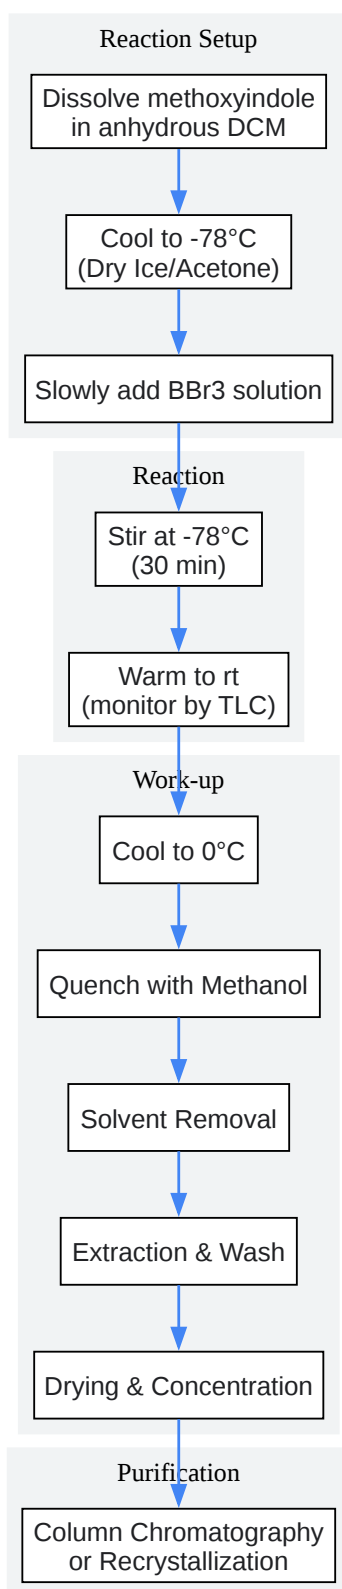 Reaction Setup
Dissolve methoxyindole
in anhydrous DCM
Cool to -78°C
(Dry Ice/Acetone)
Slowly add BBr3 solution
Reaction
Stir at -78°C
(30 min)
Warm to rt
(monitor by TLC)
Work-up
Cool to 0°C
Quench with Methanol
Solvent Removal
Extraction & Wash
Drying & Concentration
Purification
Column Chromatography
or Recrystallization